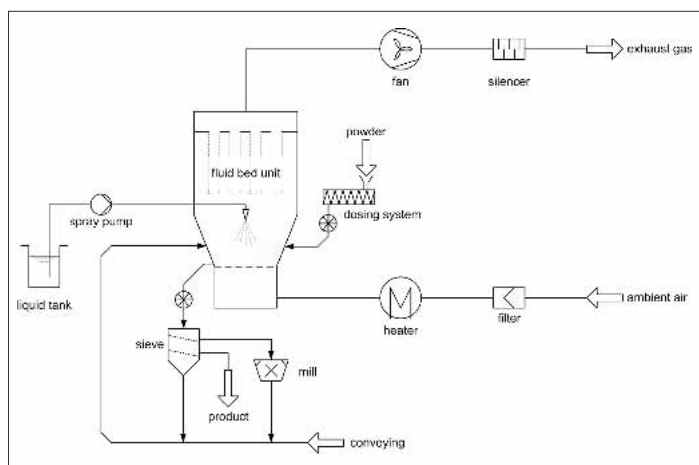 exhaust gas
fan
silencer
powder
fluid bed unit
dosing system
spray pump
liquid tank
ambient air
heater
filter
sieve
mill
product
conveying